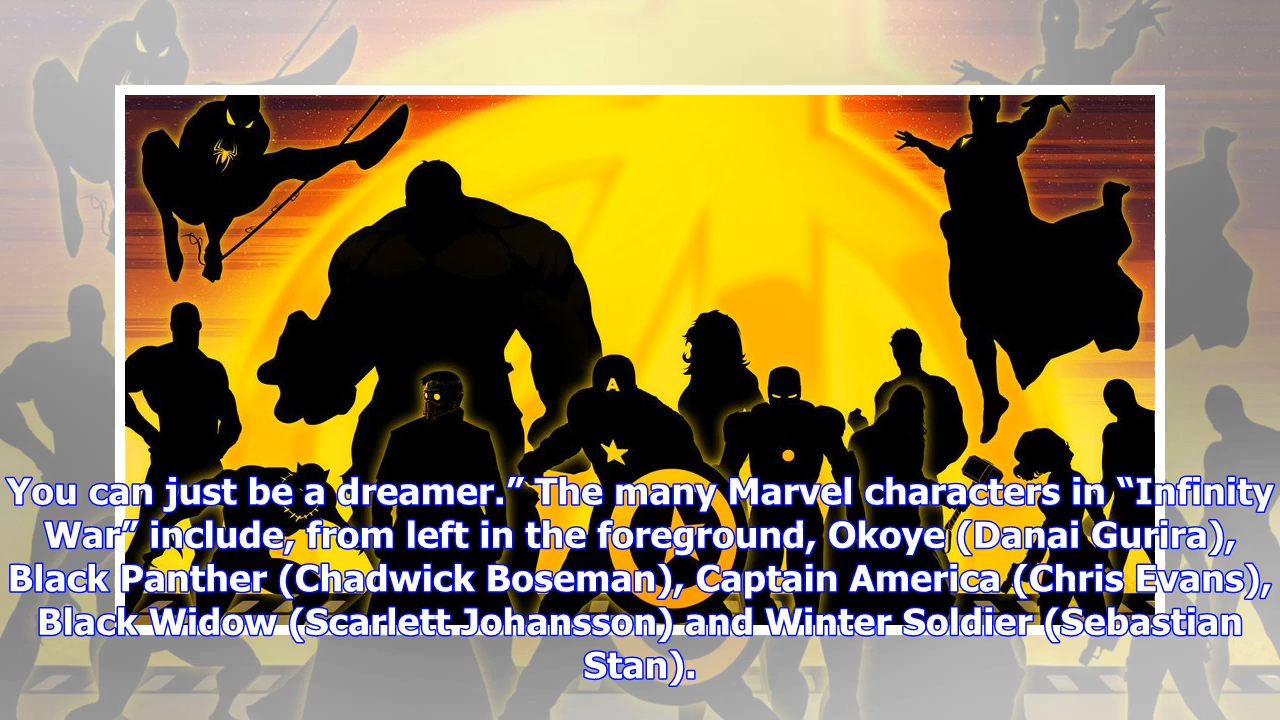 You can just be a dreamer.” The many Marvel characters in “Infinity
War” include, from left in the foreground, Okoye (Danai Gurira),
Black Panther (Chadwick Boseman), Captain America (Chris Evans),
Black Widow (Scarlett Johansson) and Winter Soldier (Sebastian
Stan).
A